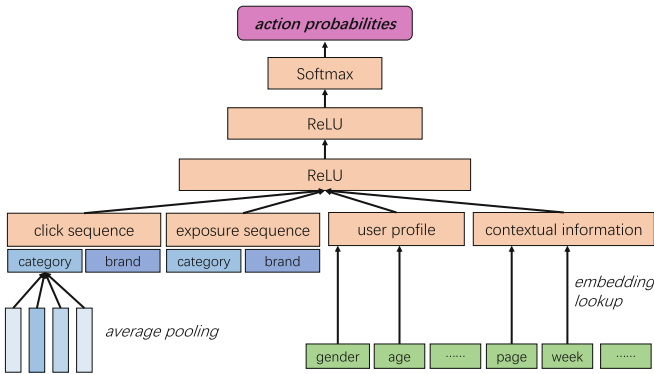 action probabilities
Softmax
ReLU
ReLU
click sequence exposure sequence user profile contextual information
category brand category brand
embedding
lookup
average pooling
gender age ...... page week ......